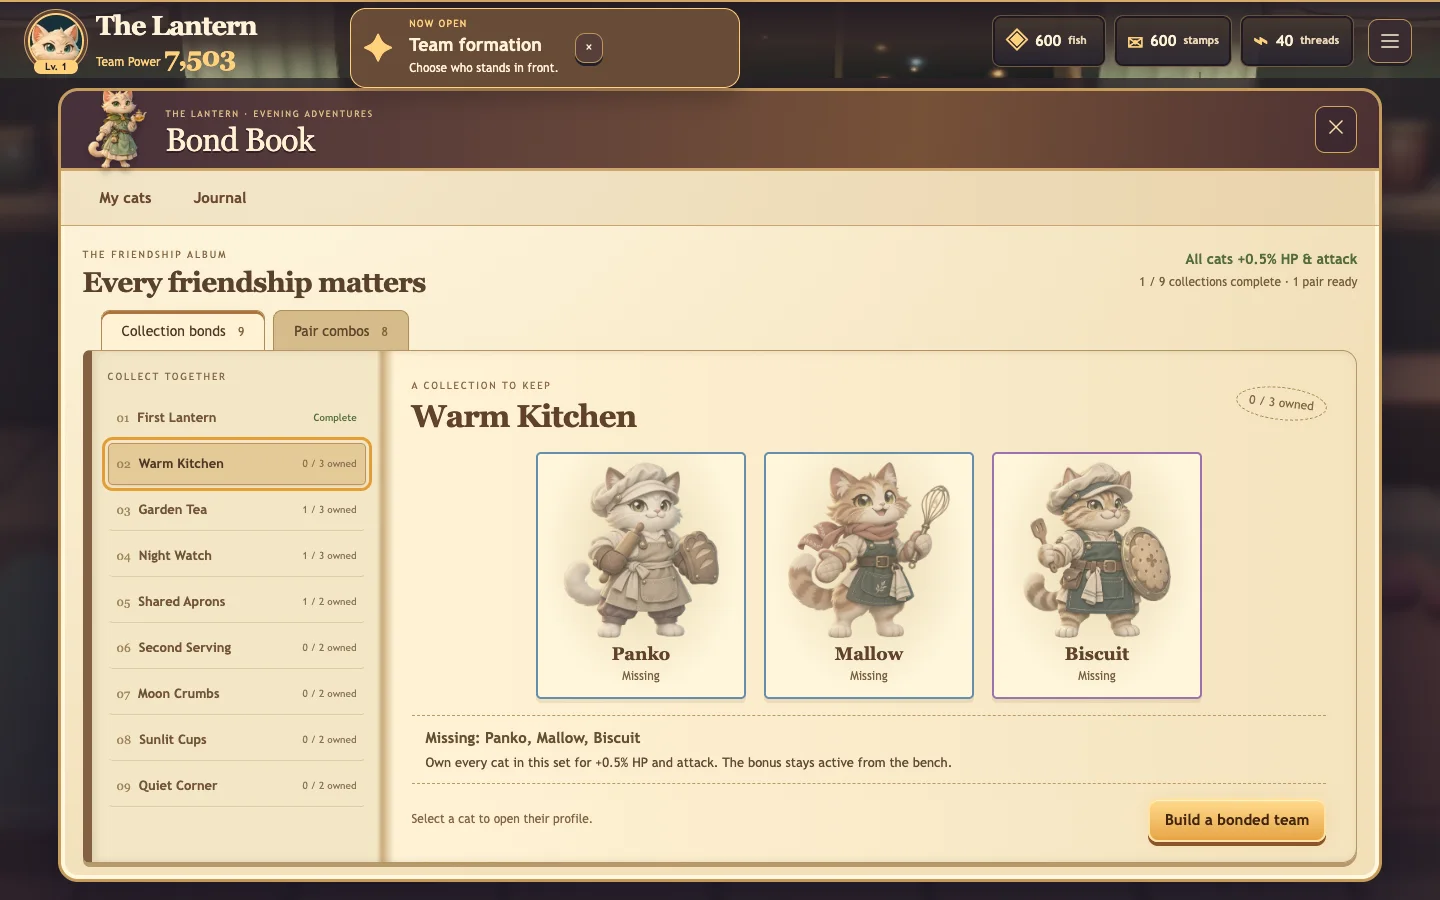 The Lantern
Team Power 7,503
Lv. 1
NOW OPEN
Team formation
Choose who stands in front.
×
600 fish
600 stamps
40 threads
THE LANTERN · EVENING ADVENTURES
Bond Book
My cats
Journal
THE FRIENDSHIP ALBUM
Every friendship matters
All cats +0.5% HP & attack
1 / 9 collections complete · 1 pair ready
Collection bonds 9
Pair combos 8
COLLECT TOGETHER
01 First Lantern Complete
02 Warm Kitchen 0 / 3 owned
03 Garden Tea 1 / 3 owned
04 Night Watch 1 / 3 owned
05 Shared Aprons 1 / 2 owned
06 Second Serving 0 / 2 owned
07 Moon Crumbs 0 / 2 owned
08 Sunlit Cups 0 / 2 owned
09 Quiet Corner 0 / 2 owned
A COLLECTION TO KEEP
Warm Kitchen
0 / 3 owned
Panko
Missing
Mallow
Missing
Biscuit
Missing
Missing: Panko, Mallow, Biscuit
Own every cat in this set for +0.5% HP and attack. The bonus stays active from the bench.
Select a cat to open their profile.
Build a bonded team